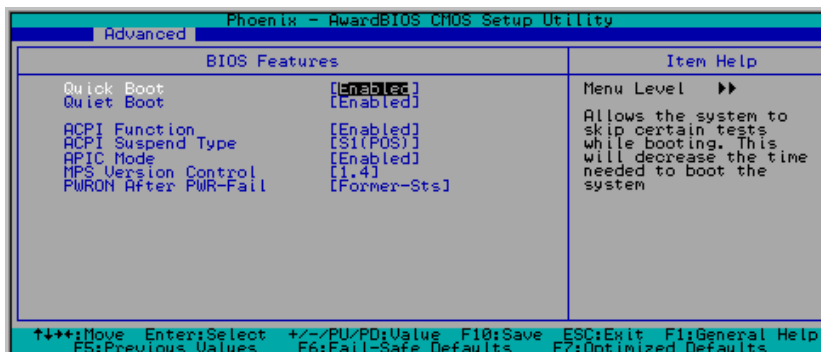 Phoenix - AwardBIOS CMOS Setup Utility
Advanced
BIOS Features
Item Help
Quick Boot [Enabled]
Quiet Boot [Enabled]
ACPI Function [Enabled]
ACPI Suspend Type [S1(POS)]
APIC Mode [Enabled]
MPS Version Control [1.4]
PWRON After PWR-Fail [Former-Sts]
Menu Level ▶▶
Allows the system to
skip certain tests
while booting. This
will decrease the time
needed to boot the
system
↑↓→←:Move Enter:Select +/-/PU/PD:Value F10:Save ESC:Exit F1:General Help
F5:Previous Values F6:Fail-Safe Defaults F7:Optimized Defaults